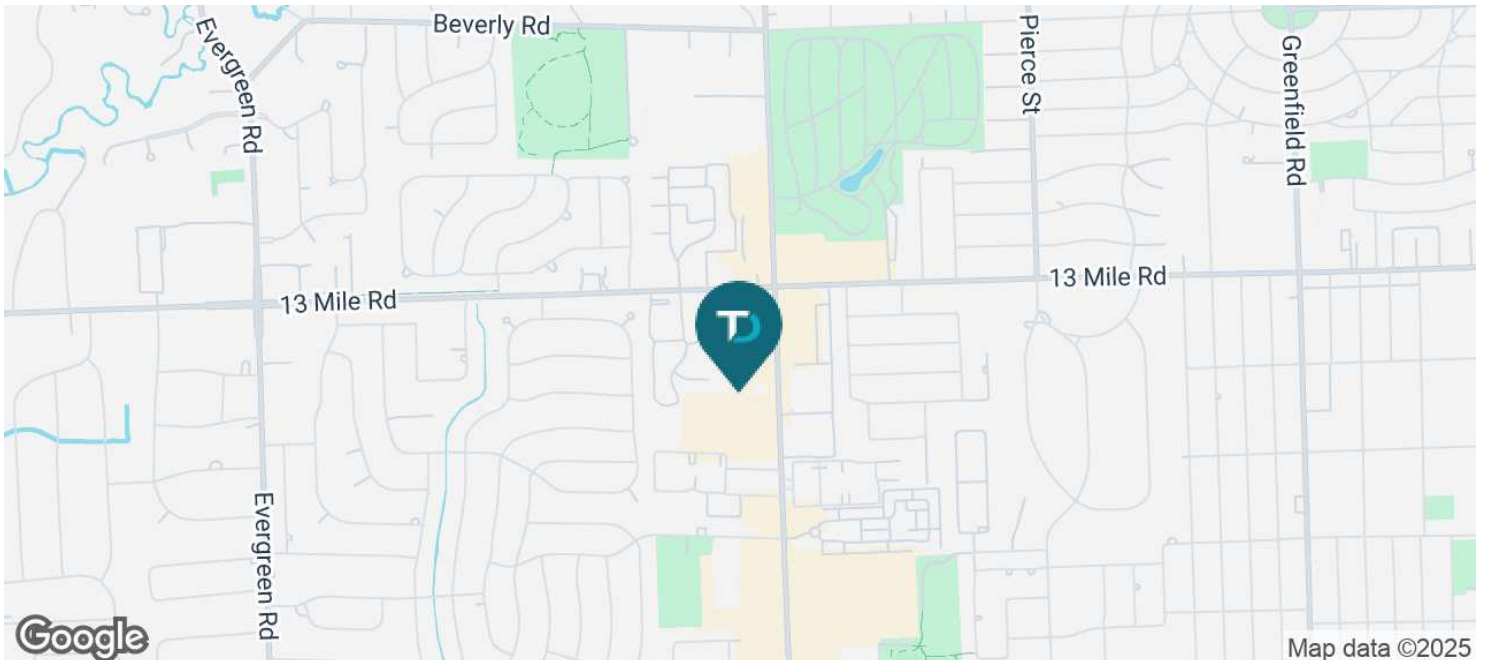 Beverly Rd
Evergreen Rd
Pierce St
Greenfield Rd
13 Mile Rd
13 Mile Rd
TD
Evergreen Rd
Google
Map data ©2025